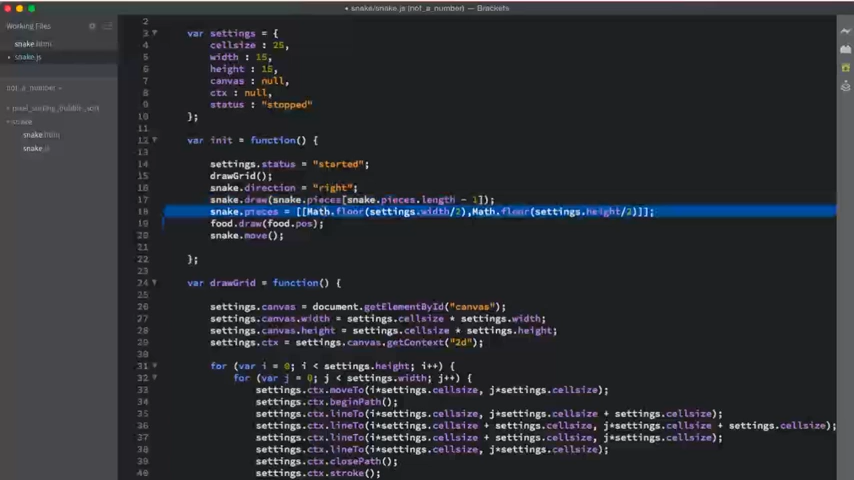 • snake/snake.js (not_a_number) — Brackets
Working Files
snake.html
• snake.js
not_a_number
pixel_sorting_bubble_sort
snake
snake.html
snake.js
2
3 var settings = {
4 cellsize : 25,
5 width : 15,
6 height : 15,
7 canvas : null,
8 ctx : null,
9 status : "stopped"
10 };
11
12 var init = function() {
13
14 settings.status = "started";
15 drawGrid();
16 snake.direction = "right";
17 snake.draw(snake.pieces[snake.pieces.length - 1]);
18 snake.pieces = [[Math.floor(settings.width/2),Math.floor(settings.height/2)]];
19 food.draw(food.pos);
20 snake.move();
21
22 };
23
24 var drawGrid = function() {
25
26 settings.canvas = document.getElementById("canvas");
27 settings.canvas.width = settings.cellsize * settings.width;
28 settings.canvas.height = settings.cellsize * settings.height;
29 settings.ctx = settings.canvas.getContext("2d");
30
31 for (var i = 0; i < settings.height; i++) {
32 for (var j = 0; j < settings.width; j++) {
33 settings.ctx.moveTo(i*settings.cellsize, j*settings.cellsize);
34 settings.ctx.beginPath();
35 settings.ctx.lineTo(i*settings.cellsize, j*settings.cellsize + settings.cellsize);
36 settings.ctx.lineTo(i*settings.cellsize + settings.cellsize, j*settings.cellsize + settings.cellsize);
37 settings.ctx.lineTo(i*settings.cellsize + settings.cellsize, j*settings.cellsize);
38 settings.ctx.lineTo(i*settings.cellsize, j*settings.cellsize);
39 settings.ctx.closePath();
40 settings.ctx.stroke();